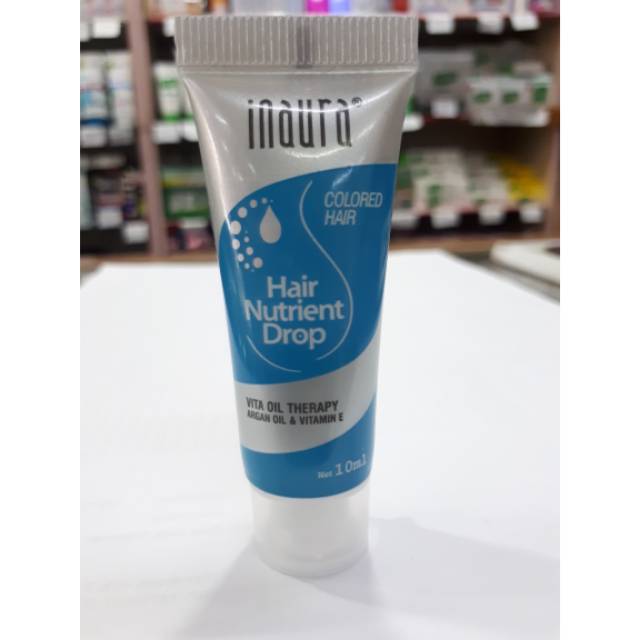 inaura®
COLORED
HAIR
Hair
Nutrient
Drop
VITA OIL THERAPY
ARGAN OIL & VITAMIN E
Net 10ml